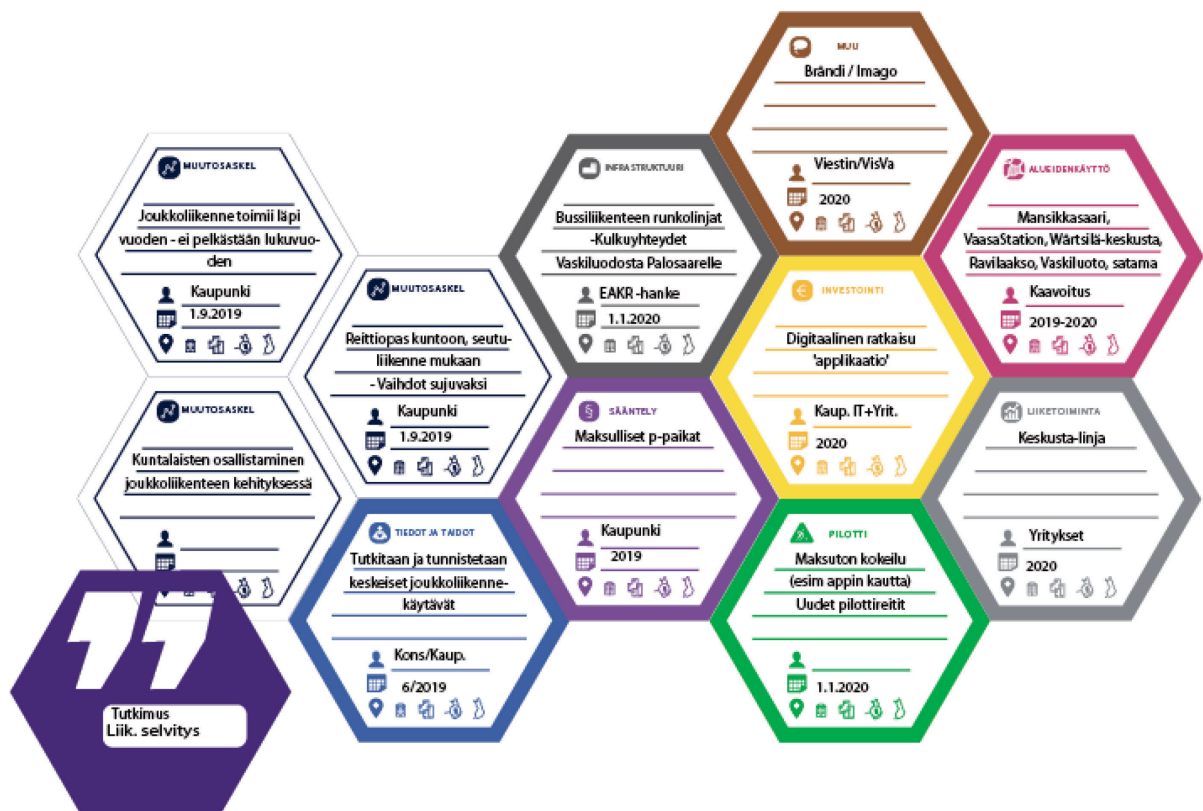 MUU
Brändi / Imago
Viestin/VisVa
2020
MUUTOSASKEL
Joukkoliikenne toimii läpi
vuoden - ei pelkästään lukuvuo-
den
Kaupunki
1.9.2019
INFRASTRUKTUURI
Bussiliikenteen runkolinjat
-Kulkuyhteydet
Vaskiluodosta Palosaarelle
EAKR -hanke
1.1.2020
ALUEIDENKÄYTTÖ
Mansikkasaari,
VaasaStation, Wärtsilä-keskusta,
Ravilaakso, Vaskiluoto, satama
Kaavoitus
2019-2020
MUUTOSASKEL
Reittiopas kuntoon, seutu-
liikenne mukaan
- Vaihdot sujuvaksi
Kaupunki
1.9.2019
INVESTOINTI
Digitaalinen ratkaisu
'applikaatio'
Kaup. IT+Yrit.
2020
MUUTOSASKEL
Kuntalaisten osallistaminen
joukkoliikenteen kehityksessä
SÄÄNTELY
Maksulliset p-paikat
Kaupunki
2019
LIIKETOIMINTA
Keskusta-linja
Yritykset
2020
TIEDOT JA TAIDOT
Tutkitaan ja tunnistetaan
keskeiset joukkoliikenne-
käytävät
Kons/Kaup.
6/2019
PILOTTI
Maksuton kokeilu
(esim appin kautta)
Uudet pilottireitit
1.1.2020
Tutkimus
Liik. selvitys